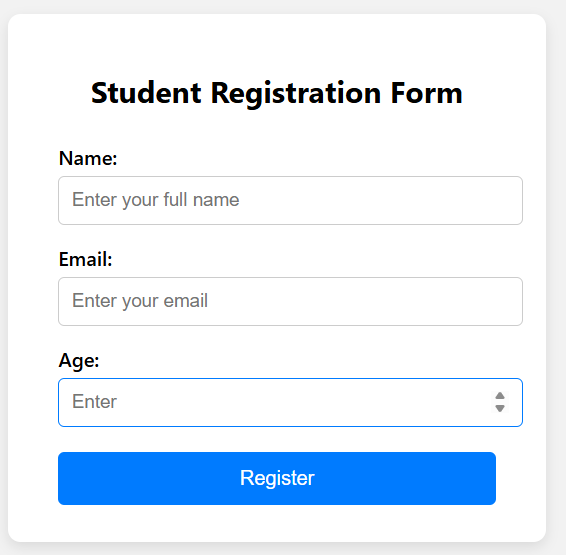 Student Registration Form
Name:
Enter your full name
Email:
Enter your email
Age:
Enter
Register